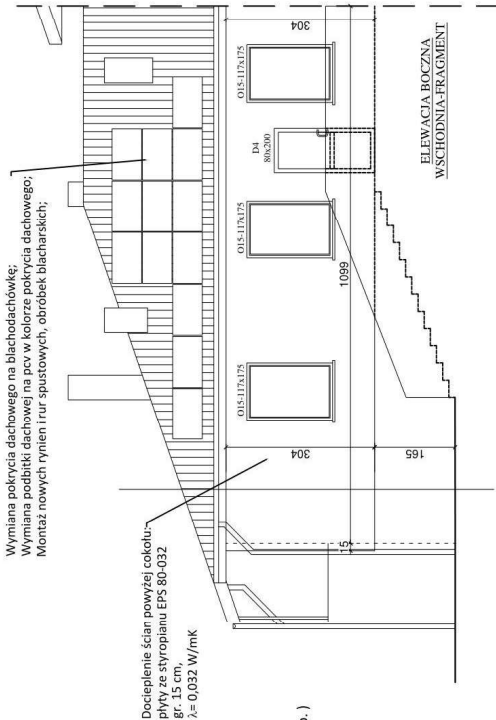 Wymiana pokrycia dachowego na blachodachówkę;
Wymiana podbitki dachowej na pcv w kolorze pokrycia dachowego;
Montaż nowych rynien i rur spustowych, obróbek blacharskich;
Docieplenie ścian powyżej cokołu:
płyty ze styropianu EPS 80-032
gr. 15 cm,
λ= 0,032 W/mK
O15-117x175
O15-117x175
D4
80x200
O15-117x175
304
304
165
1099
15
ELEWACJA BOCZNA
WSCHODNIA-FRAGMENT